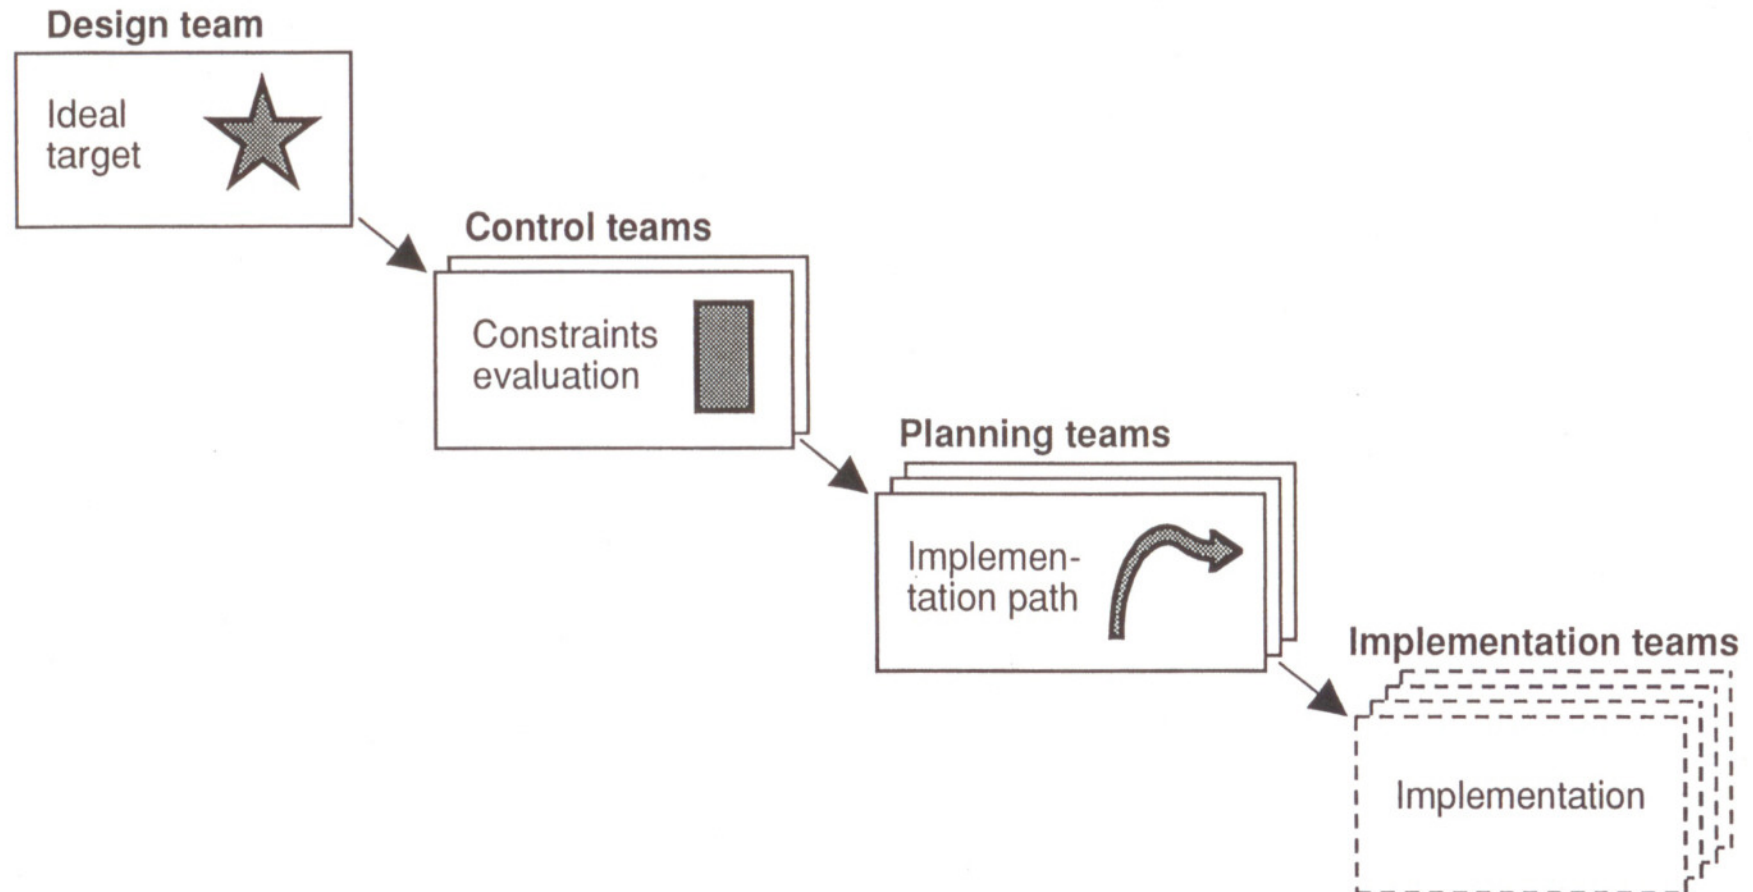 Design team
Ideal
target
Control teams
Constraints
evaluation
Planning teams
Implemen-
tation path
Implementation teams
Implementation